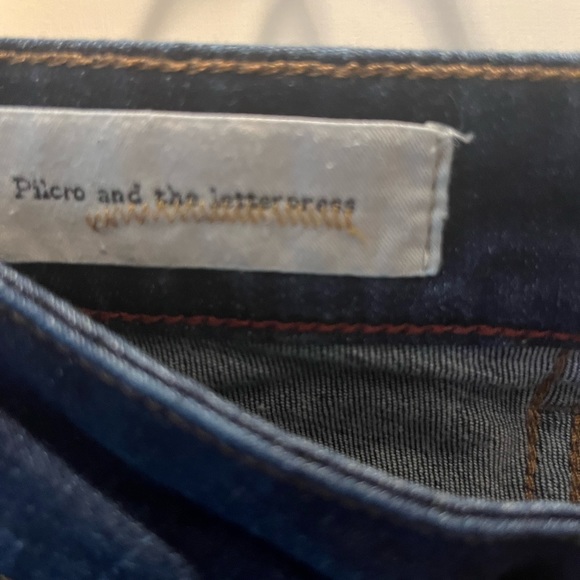 Pilcro and the letterpress